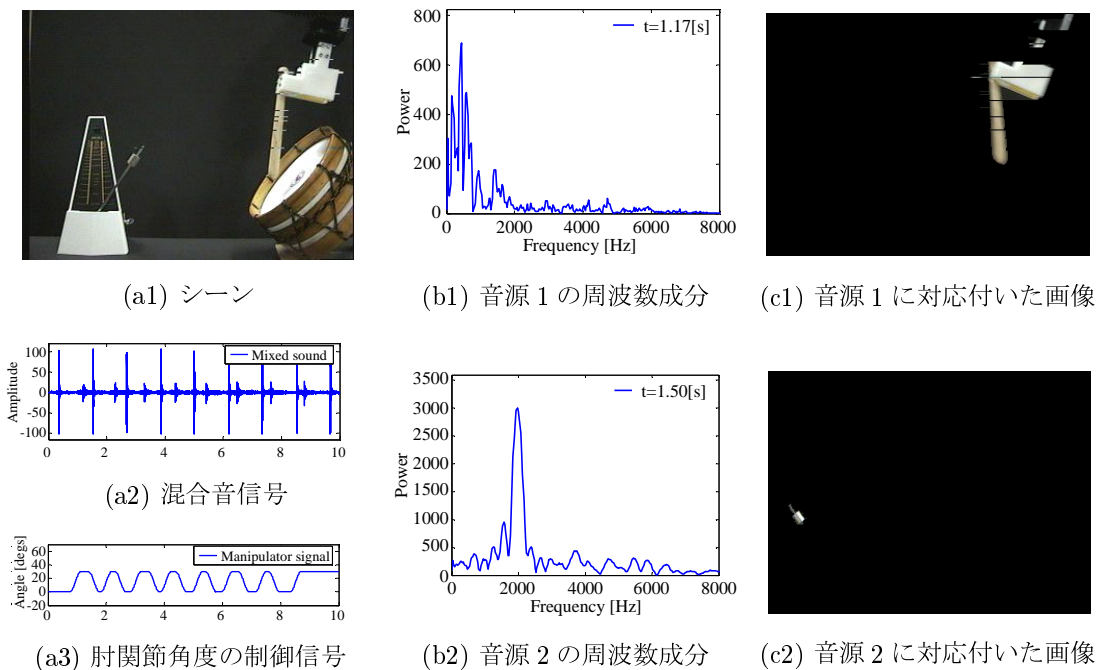 800
600
400
200
0
Power
t=1.17[s]
0 2000 4000 6000 8000
Frequency [Hz]
(a1) シーン
(b1) 音源 1 の周波数成分
(c1) 音源 1 に対応付いた画像
100
50
0
-50
-100
Amplitude
Mixed sound
0 2 4 6 8 10
(a2) 混合音信号
60
40
20
0
-20
Angle [degs]
Manipulator signal
0 2 4 6 8 10
(a3) 肘関節角度の制御信号
3500
3000
2500
2000
1500
1000
500
0
Power
t=1.50[s]
0 2000 4000 6000 8000
Frequency [Hz]
(b2) 音源 2 の周波数成分
(c2) 音源 2 に対応付いた画像